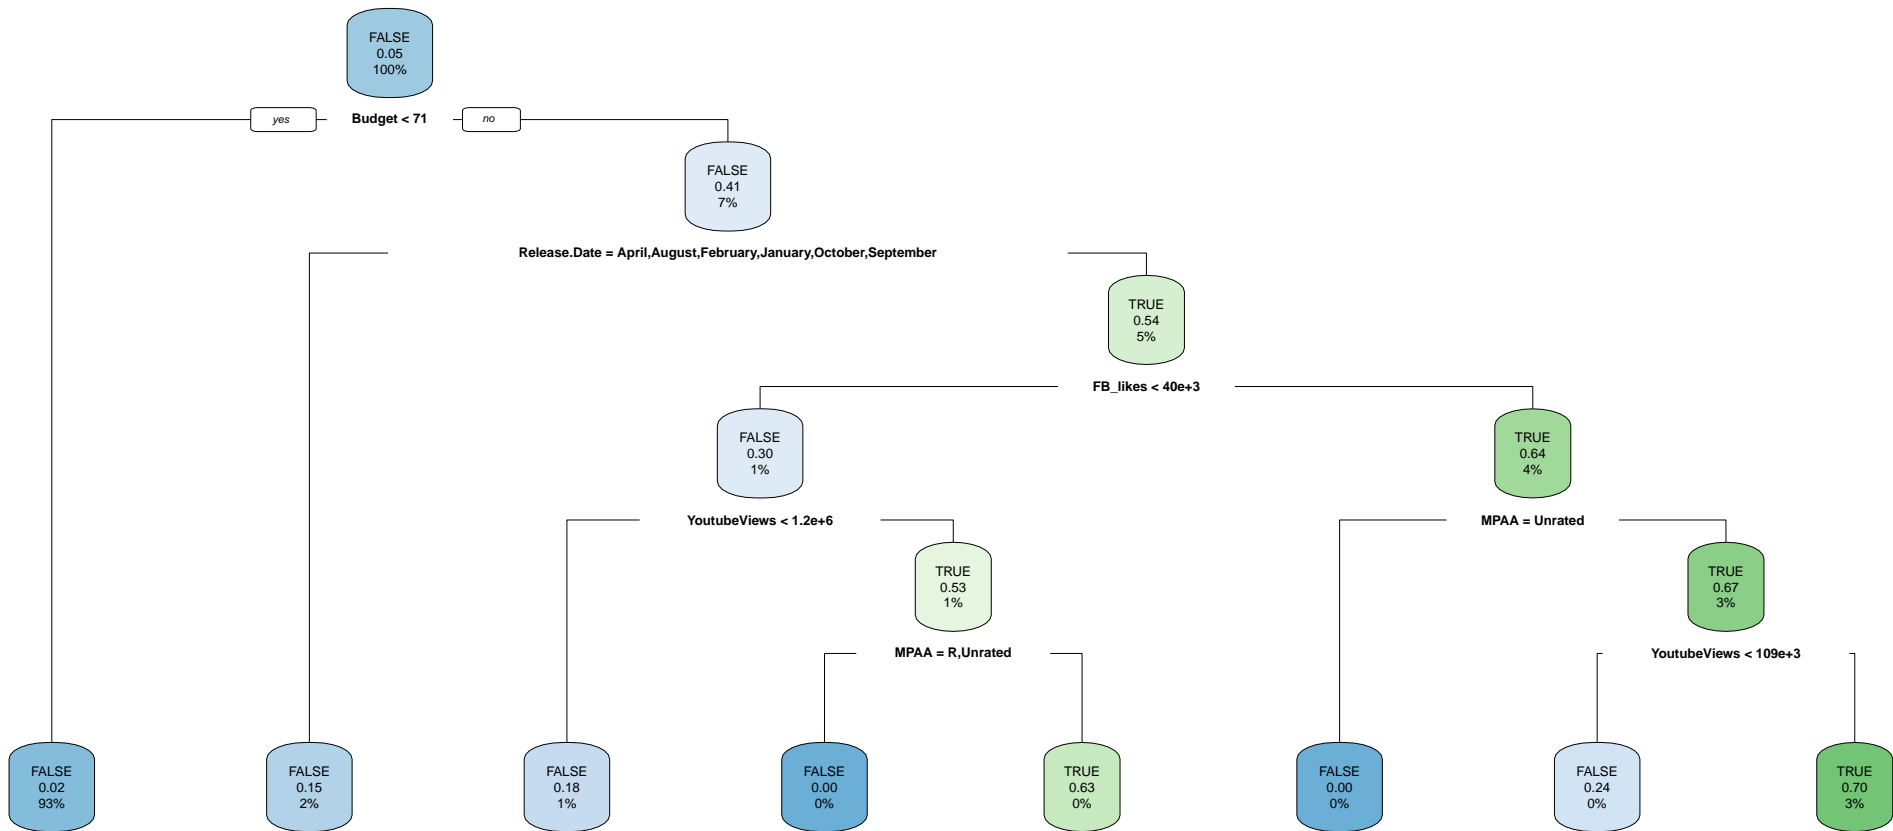 FALSE
0.05
100%
yes
Budget < 71
no
FALSE
0.41
7%
Release.Date = April,August,February,January,October,September
TRUE
0.54
5%
FB_likes < 40e+3
FALSE
0.30
1%
TRUE
0.64
4%
YoutubeViews < 1.2e+6
MPAA = Unrated
TRUE
0.53
1%
TRUE
0.67
3%
MPAA = R,Unrated
YoutubeViews < 109e+3
FALSE
0.02
93%
FALSE
0.15
2%
FALSE
0.18
1%
FALSE
0.00
0%
TRUE
0.63
0%
FALSE
0.00
0%
FALSE
0.24
0%
TRUE
0.70
3%